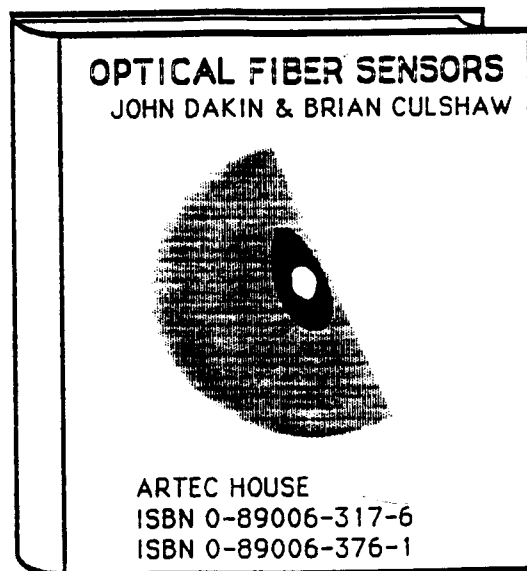 OPTICAL FIBER SENSORS
JOHN DAKIN & BRIAN CULSHAW
ARTEC HOUSE
ISBN 0-89006-317-6
ISBN 0-89006-376-1